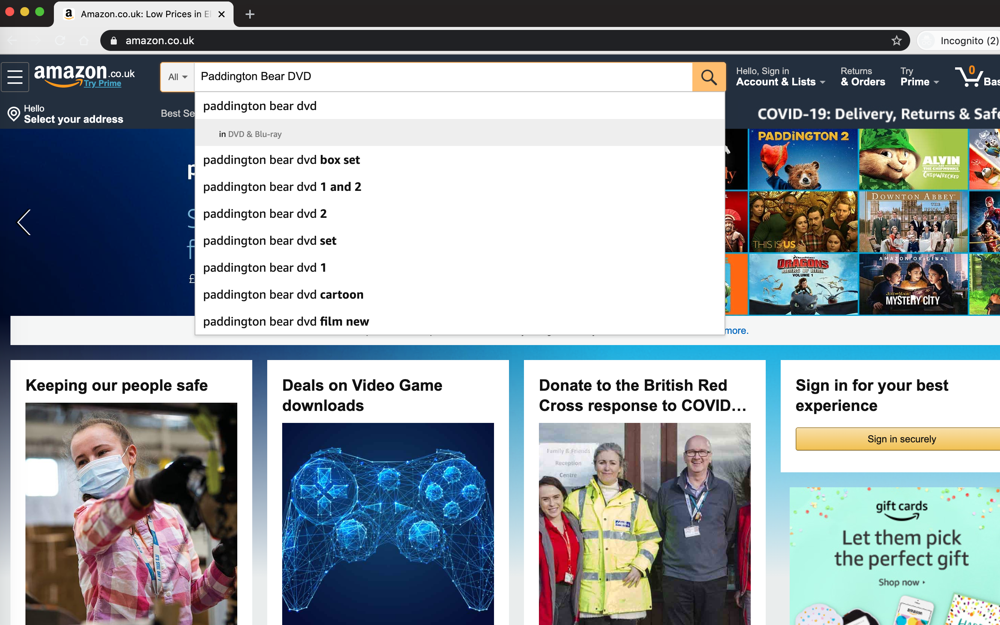 Amazon.co.uk: Low Prices in El
amazon.co.uk
Incognito (2)
amazon.co.uk
Try Prime
All
Paddington Bear DVD
Hello, Sign in
Account & Lists
Returns
& Orders
Try
Prime
0
Bas
Hello
Select your address
Best Se
COVID-19: Delivery, Returns & Safe
paddington bear dvd
in DVD & Blu-ray
paddington bear dvd box set
paddington bear dvd 1 and 2
paddington bear dvd 2
paddington bear dvd set
paddington bear dvd 1
paddington bear dvd cartoon
paddington bear dvd film new
PADDINGTON 2
ALVIN
AND
THE CHIPMUNKS
CHIPWRECKED
THIS IS US
DOWNTON ABBEY
THE
FINALE
DREAMWORKS
DRAGONS
RIDERS OF BERK
VOLUME 1
AMAZON ORIGINAL
JUST ADD MAGIC
MYSTERY CITY
£
more.
Keeping our people safe
Deals on Video Game
downloads
Donate to the British Red
Cross response to COVID…
Sign in for your best
experience
Sign in securely
Family & Friends
Reception
Centre
IT'S STILL DAY 1
gift cards
Let them pick
the perfect gift
Shop now
amazon